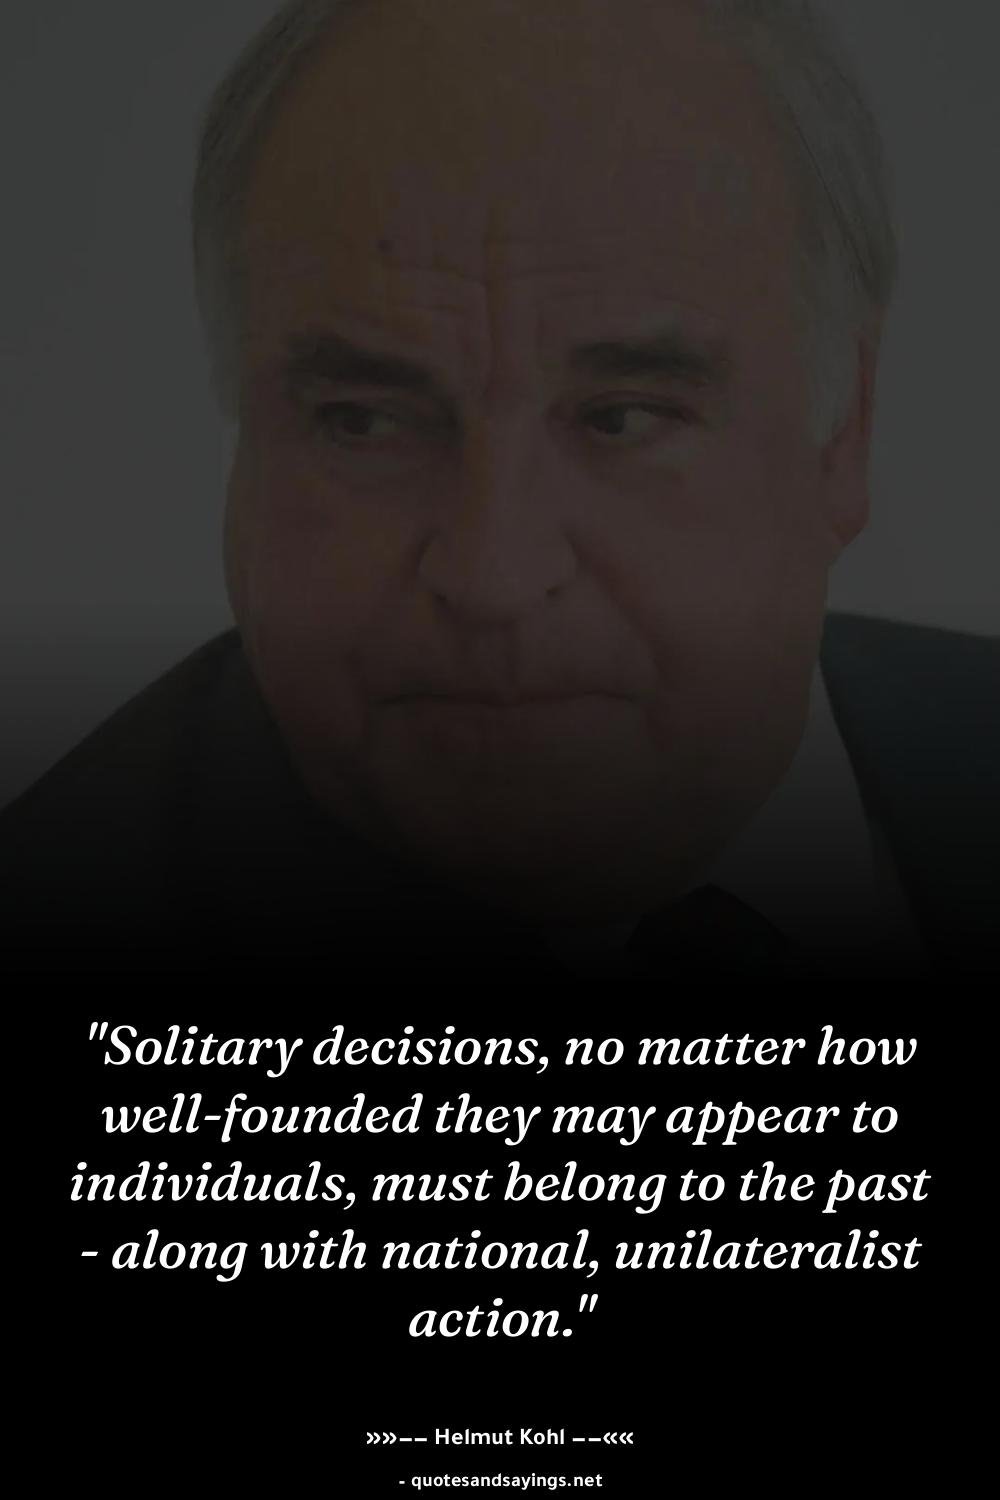 "Solitary decisions, no matter how
well-founded they may appear to
individuals, must belong to the past
- along with national, unilateralist
action."
»»−− Helmut Kohl −−««
- quotesandsayings.net